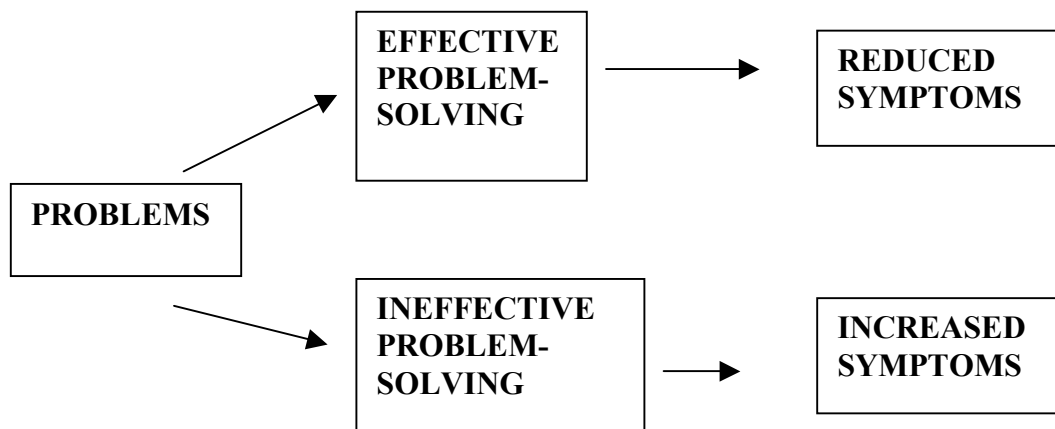 EFFECTIVE
PROBLEM-
SOLVING
REDUCED
SYMPTOMS
PROBLEMS
INEFFECTIVE
PROBLEM-
SOLVING
INCREASED
SYMPTOMS